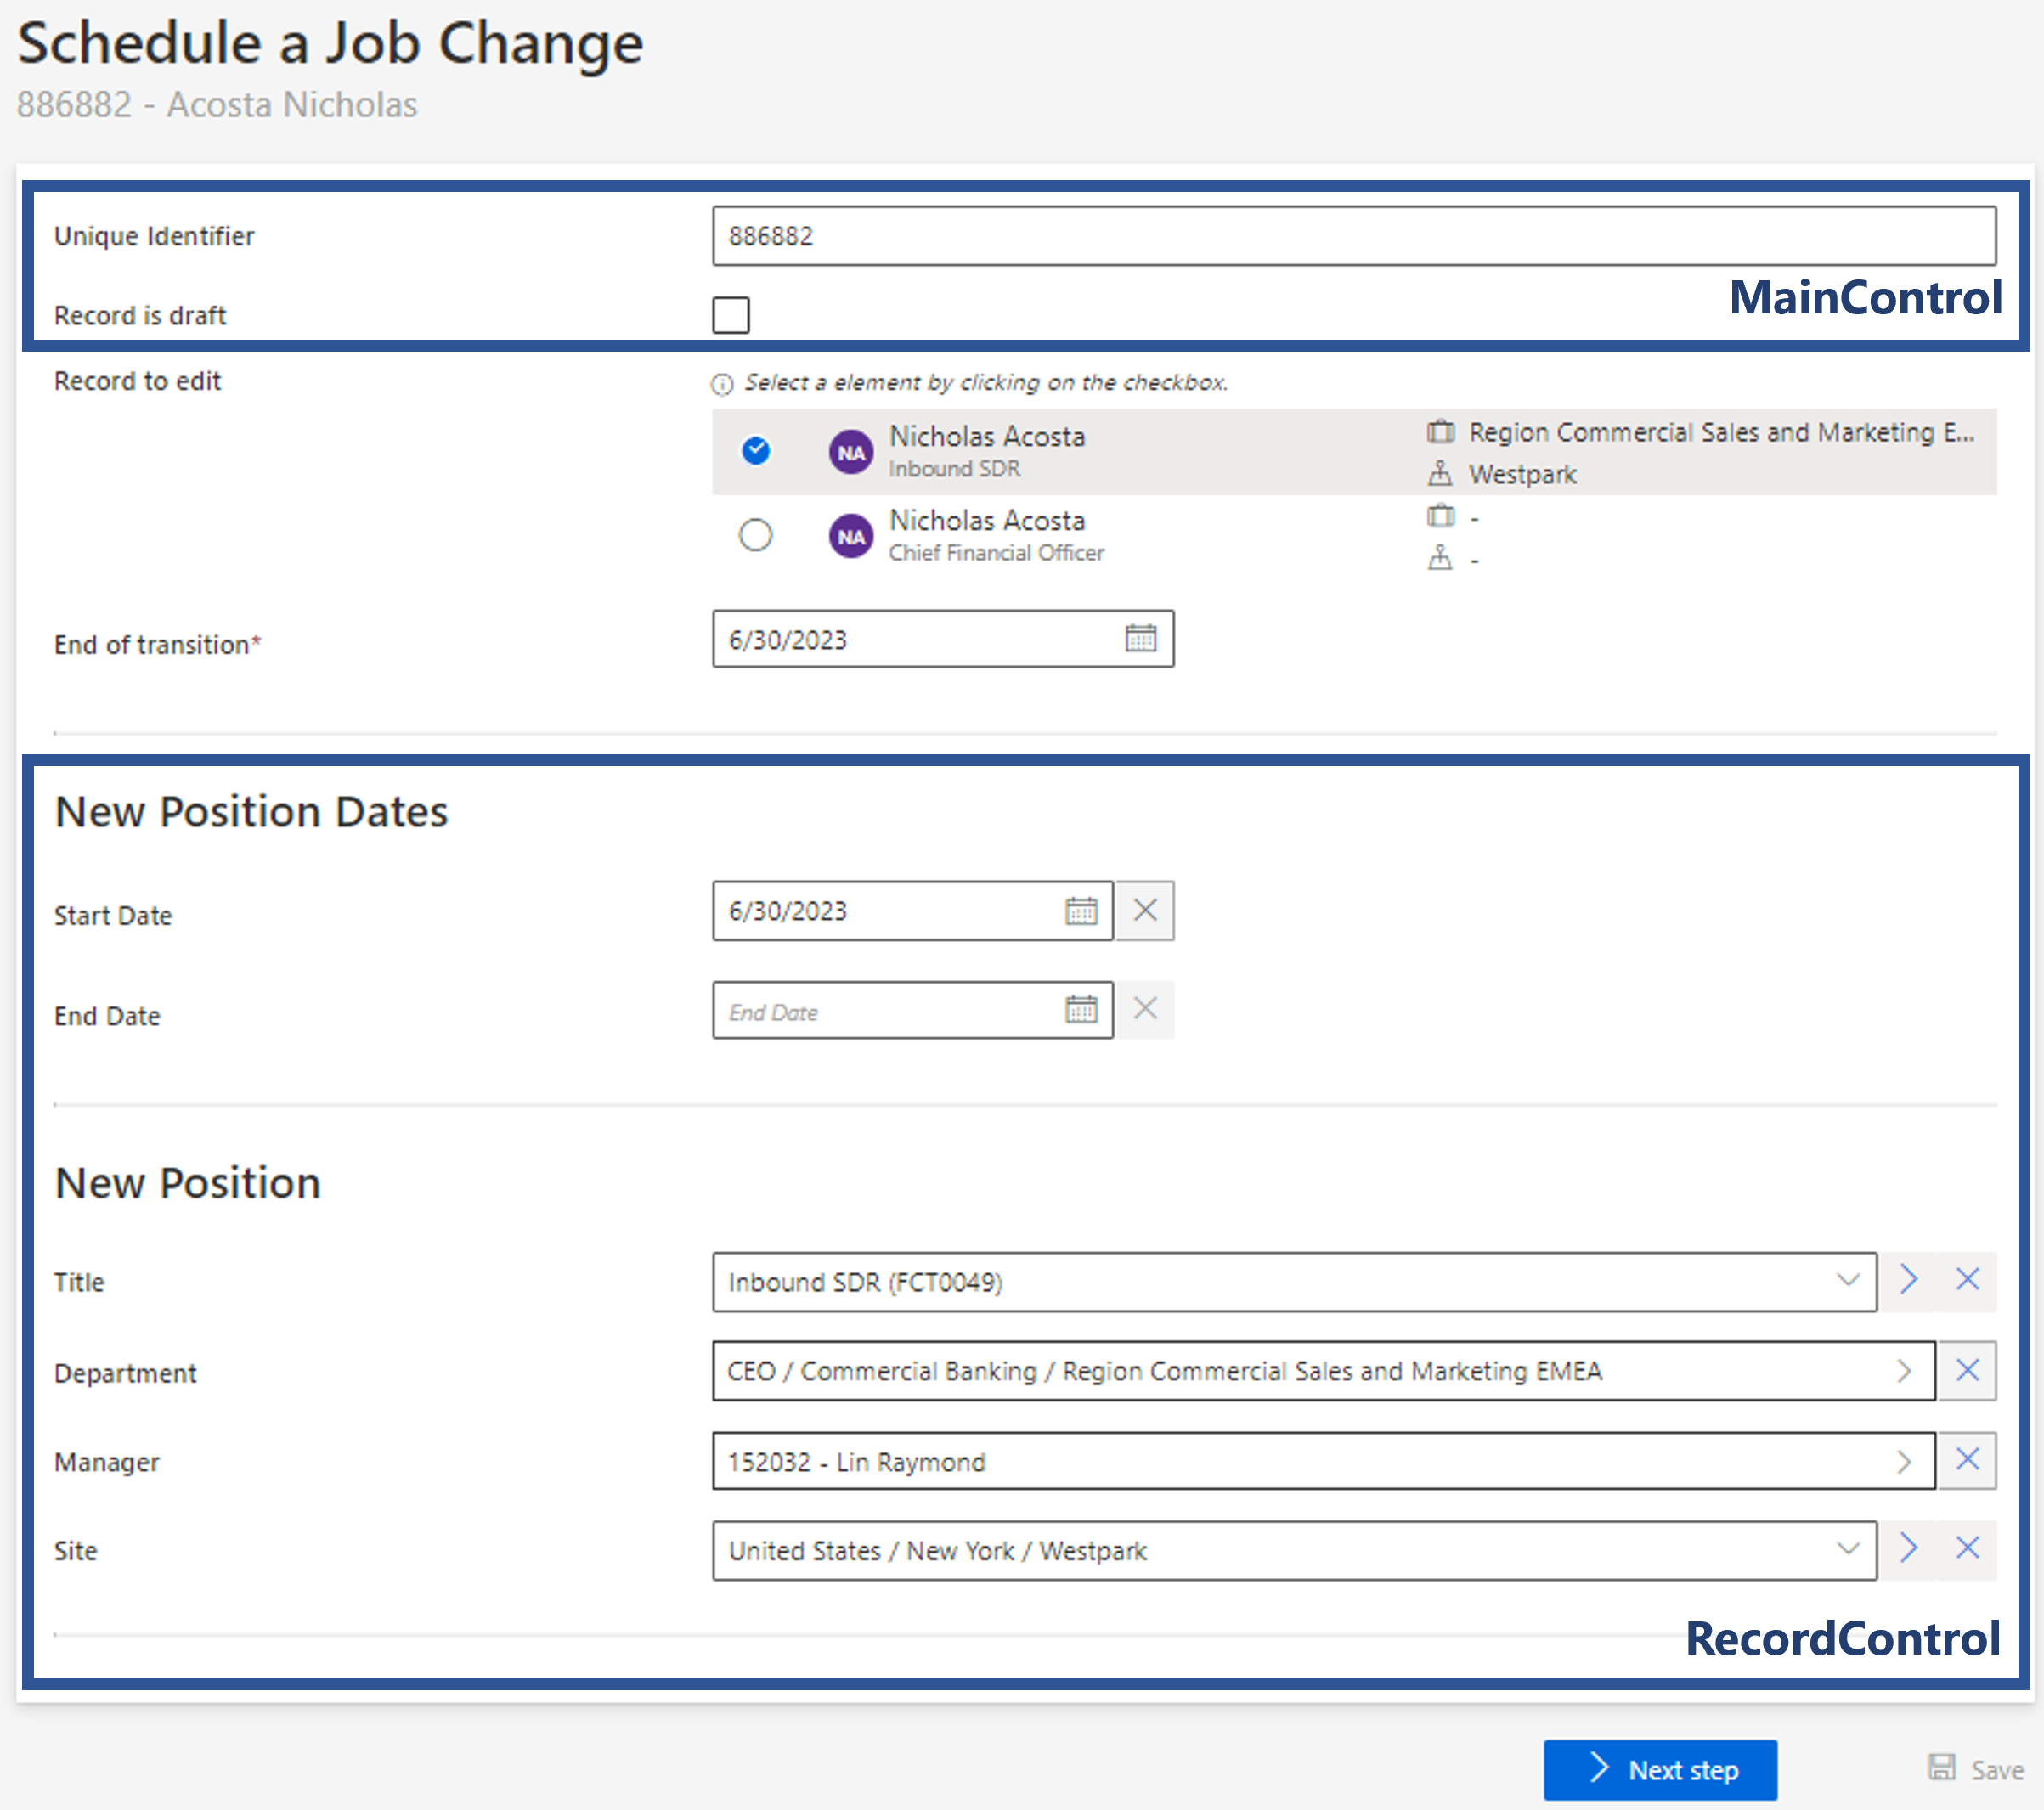 Schedule a Job Change
886882 - Acosta Nicholas
Unique Identifier
886882
MainControl
Record is draft
Record to edit
Select a element by clicking on the checkbox.
NA
Nicholas Acosta
Inbound SDR
Region Commercial Sales and Marketing E...
Westpark
NA
Nicholas Acosta
Chief Financial Officer
-
-
End of transition*
6/30/2023
New Position Dates
Start Date
6/30/2023
End Date
End Date
New Position
Title
Inbound SDR (FCT0049)
Department
CEO / Commercial Banking / Region Commercial Sales and Marketing EMEA
Manager
152032 - Lin Raymond
Site
United States / New York / Westpark
RecordControl
Next step
Save